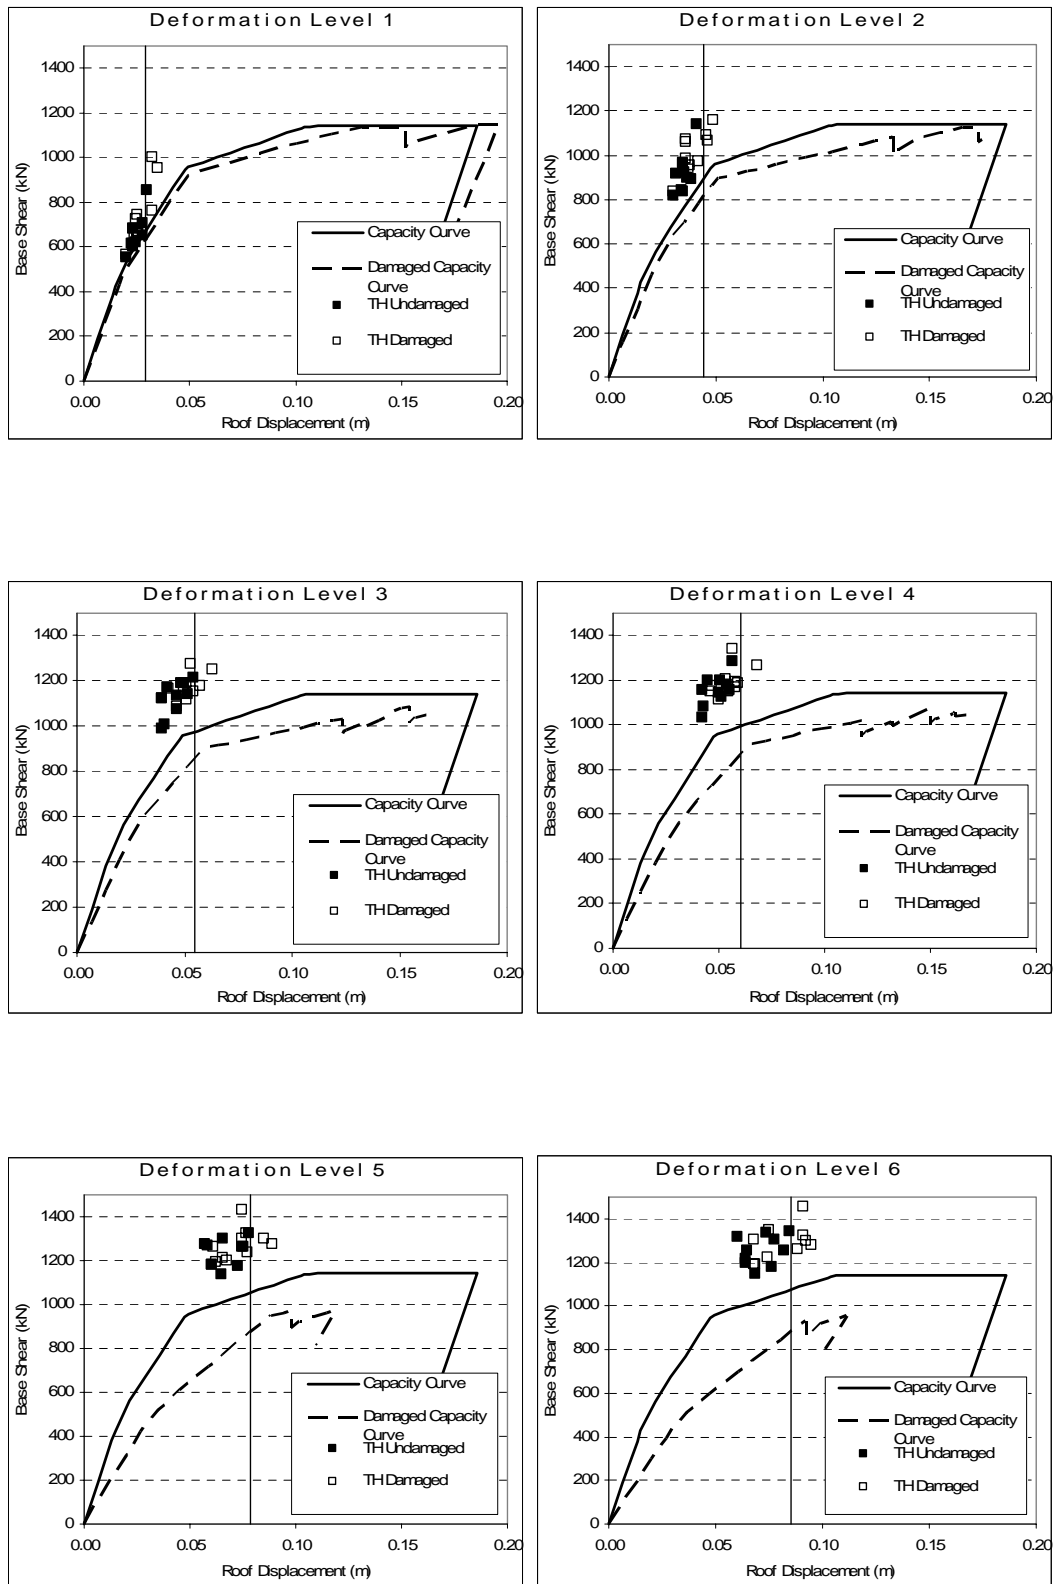 Deformation Level 1
1400
1200
1000
800
600
400
200
0
Base Shear (kN)
Capacity Curve
Damaged Capacity
Curve
TH Undamaged
TH Damaged
0.00 0.05 0.10 0.15 0.20
Roof Displacement (m)
Deformation Level 2
1400
1200
1000
800
600
400
200
0
Base Shear (kN)
Capacity Curve
Damaged Capacity
Curve
TH Undamaged
TH Damaged
0.00 0.05 0.10 0.15 0.20
Roof Displacement (m)
Deformation Level 3
1400
1200
1000
800
600
400
200
0
Base Shear (kN)
Capacity Curve
Damaged Capacity
Curve
TH Undamaged
TH Damaged
0.00 0.05 0.10 0.15 0.20
Roof Displacement (m)
Deformation Level 4
1400
1200
1000
800
600
400
200
0
Base Shear (kN)
Capacity Curve
Damaged Capacity
Curve
TH Undamaged
TH Damaged
0.00 0.05 0.10 0.15 0.20
Roof Displacement (m)
Deformation Level 5
1400
1200
1000
800
600
400
200
0
Base Shear (kN)
Capacity Curve
Damaged Capacity
Curve
TH Undamaged
TH Damaged
0.00 0.05 0.10 0.15 0.20
Roof Displacement (m)
Deformation Level 6
1400
1200
1000
800
600
400
200
0
Base Shear (kN)
Capacity Curve
Damaged Capacity
Curve
TH Undamaged
TH Damaged
0.00 0.05 0.10 0.15 0.20
Roof Displacement (m)